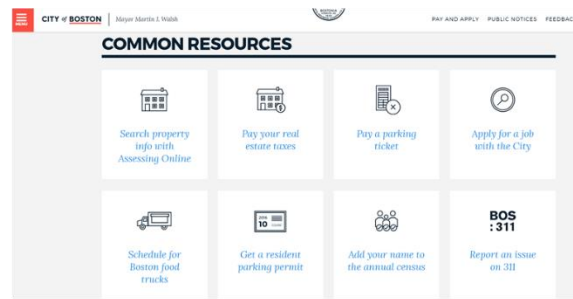 CITY of BOSTON
Mayor Martin J. Walsh
PAY AND APPLY PUBLIC NOTICES FEEDBAC
COMMON RESOURCES
Search property
info with
Assessing Online
Pay your real
estate taxes
Pay a parking
ticket
Apply for a job
with the City
Schedule for
Boston food
trucks
10
Get a resident
parking permit
Add your name to
the annual census
BOS
:311
Report an issue
on 311